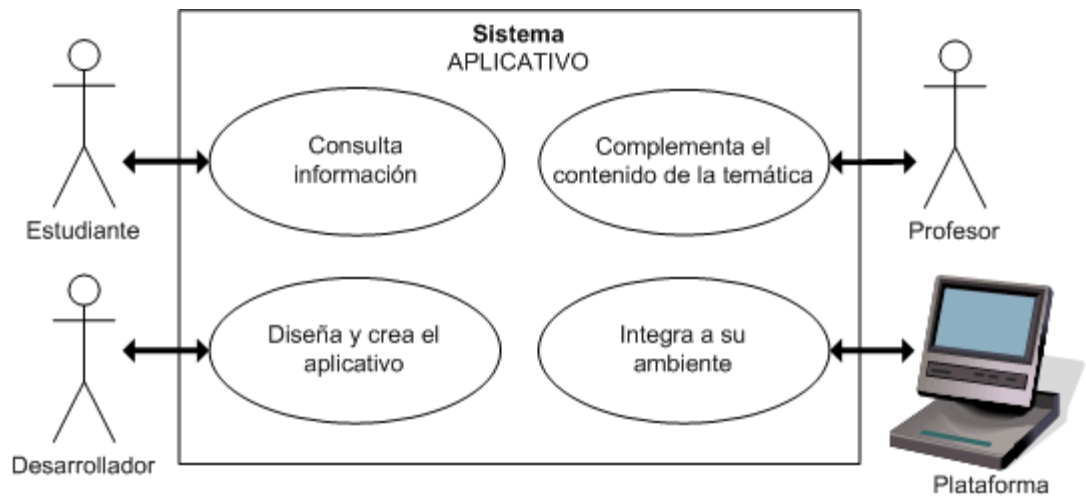 Sistema
APLICATIVO
Consulta
información
Complementa el
contenido de la temática
Estudiante
Profesor
Diseña y crea el
aplicativo
Integra a su
ambiente
Desarrollador
Plataforma